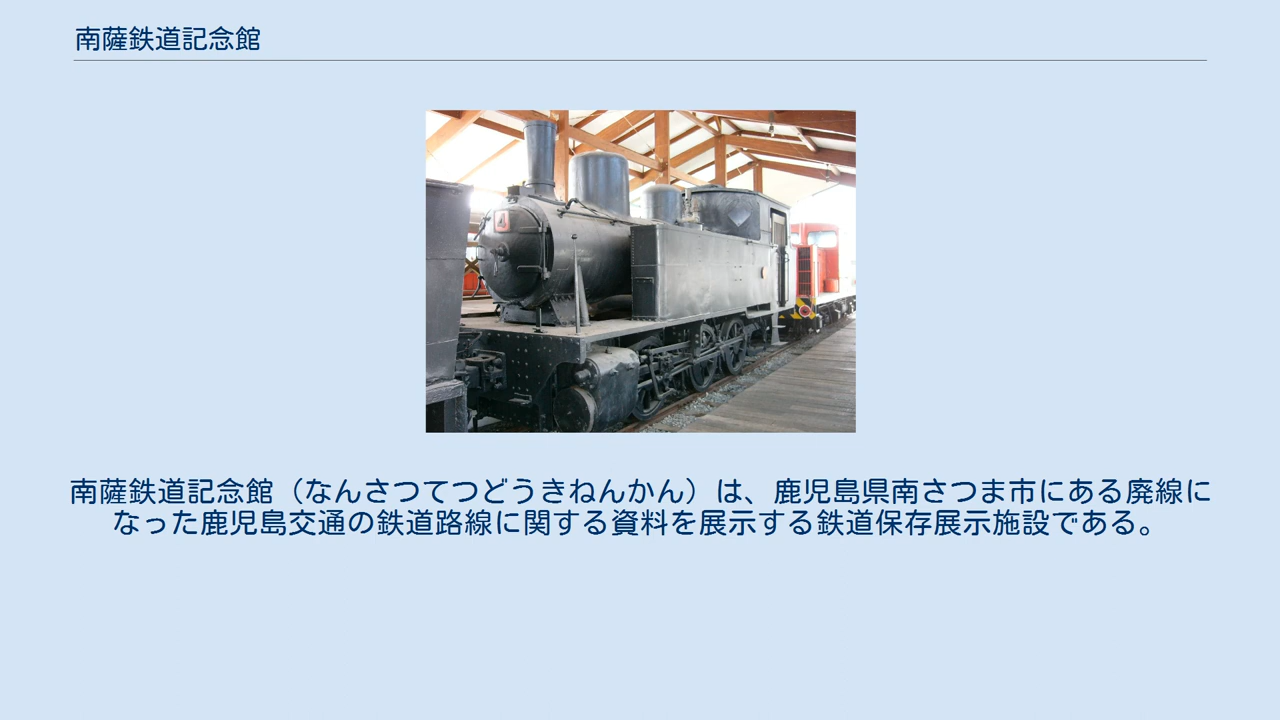 南薩鉄道記念館
4
南薩鉄道記念館（なんさつてつどうきねんかん）は、鹿児島県南さつま市にある廃線に
なった鹿児島交通の鉄道路線に関する資料を展示する鉄道保存展示施設である。